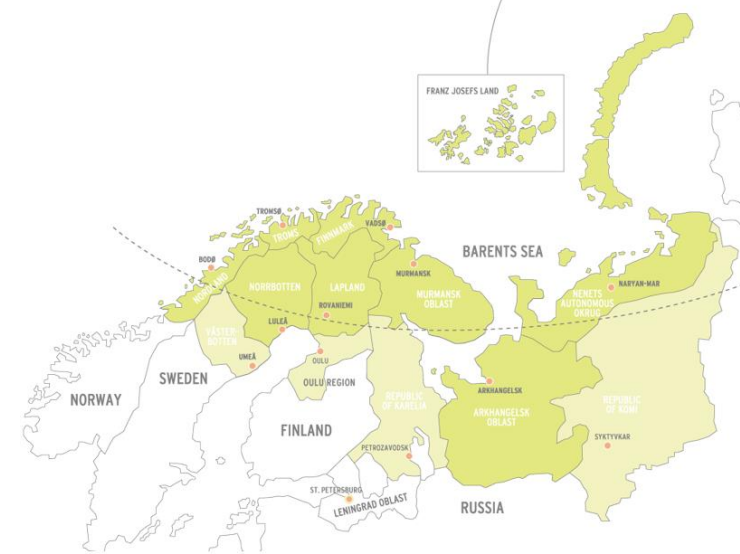 FRANZ JOSEFS LAND
TROMSØ
TROMS
FINNMARK
VADSØ
BARENTS SEA
BODØ
NORDLAND
NORRBOTTEN
LAPLAND
MURMANSK
MURMANSK
OBLAST
NARYAN-MAR
NENETS
AUTONOMOUS
OKRUG
ROVANIEMI
LULEÅ
VÄSTER-
BOTTEN
UMEÅ
OULU
OULU REGION
SWEDEN
NORWAY
FINLAND
REPUBLIC
OF KARELIA
ARKHANGELSK
ARKHANGELSK
OBLAST
REPUBLIC
OF KOMI
SYKTYVKAR
PETROZAVODSK
ST. PETERSBURG
LENINGRAD OBLAST
RUSSIA